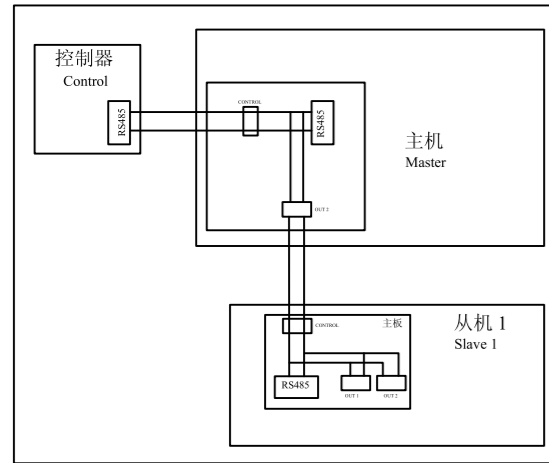 控制器
Control
RS485
CONTROL
RS485
主机
Master
OUT 3
CONTROL
主板
从机 1
Slave 1
RS485
OUT 1
OUT 2